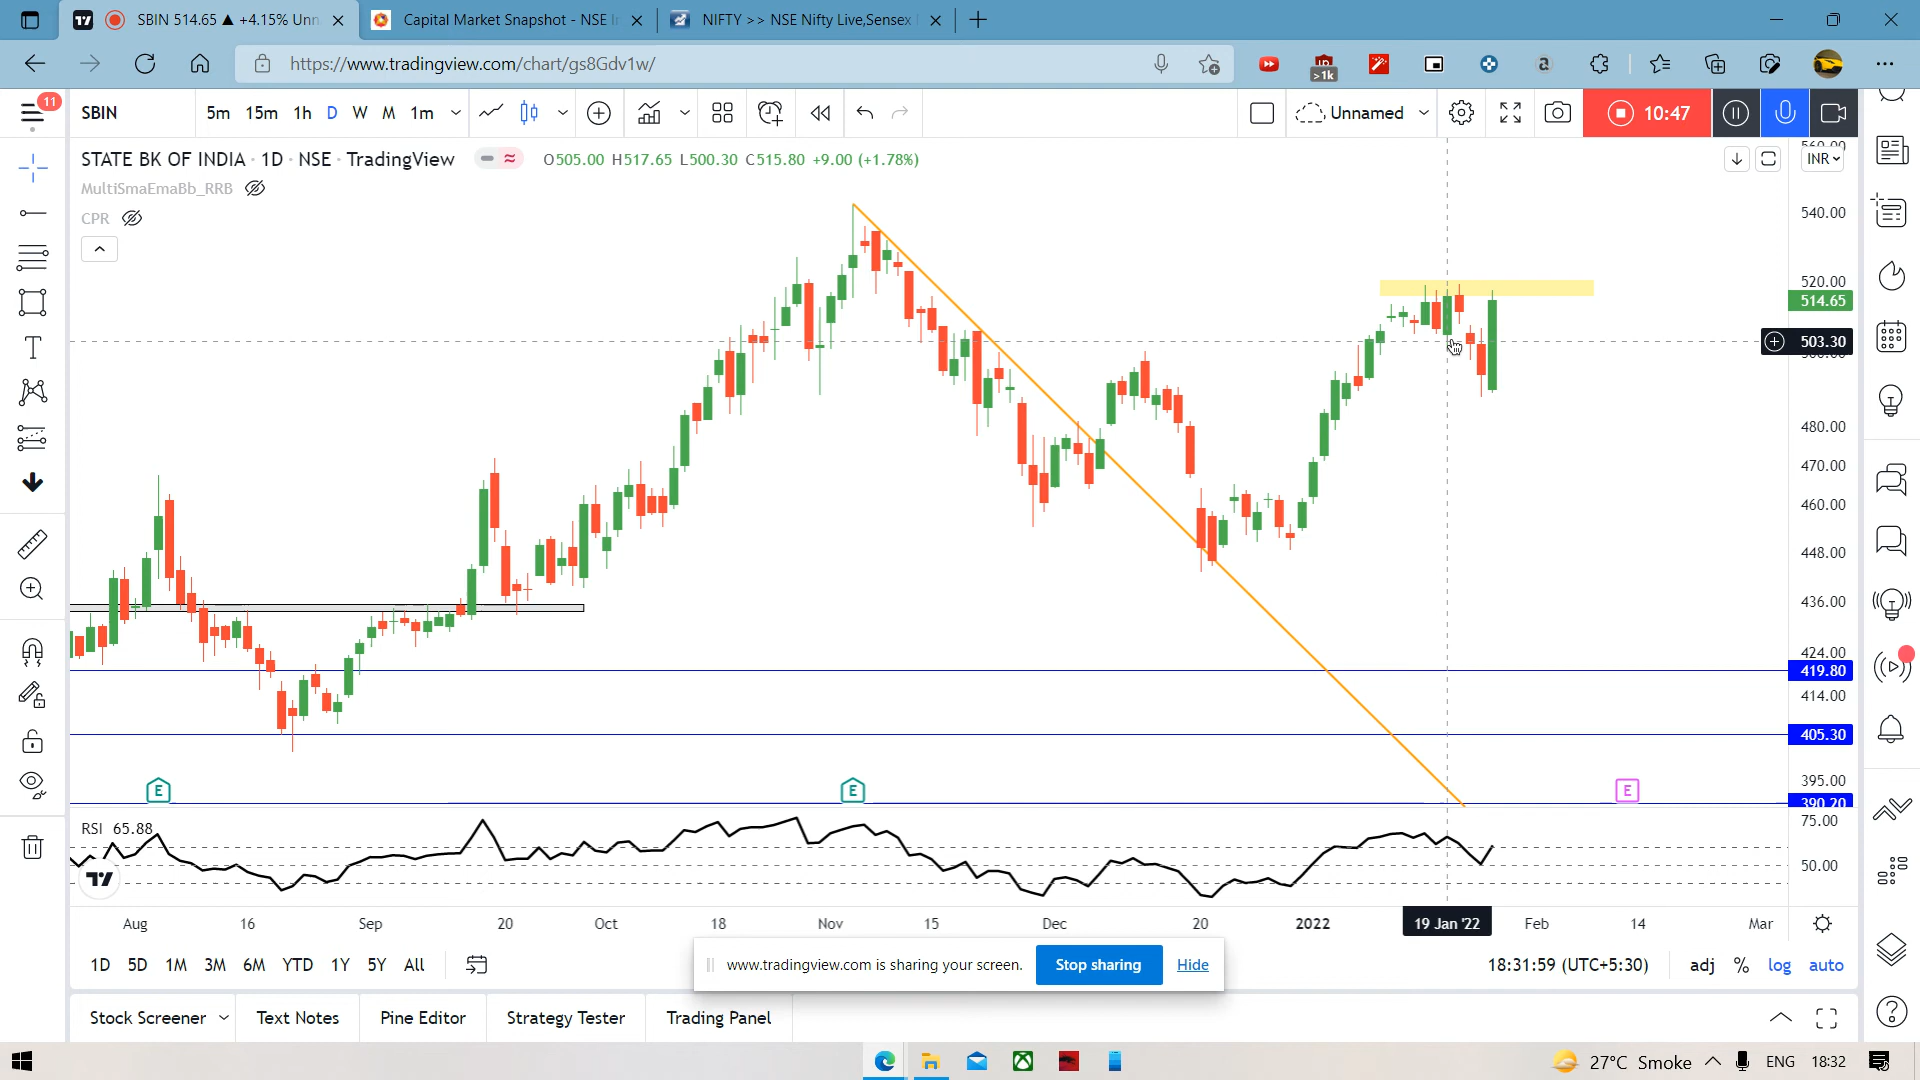 SBIN 514.65 ▲ +4.15% Unn
Capital Market Snapshot - NSE In
NIFTY >> NSE Nifty Live,Sensex
https://www.tradingview.com/chart/gs8Gdv1w/
>1k
11
SBIN
5m 15m 1h D W M 1m
Unnamed
10:47
STATE BK OF INDIA · 1D · NSE · TradingView
O505.00 H517.65 L500.30 C515.80 +9.00 (+1.78%)
INR
MultiSmaEmaBb_RRB
CPR
540.00
520.00
514.65
503.30
480.00
470.00
460.00
448.00
436.00
424.00
419.80
414.00
405.30
395.00
390.20
E
E
E
RSI 65.88
75.00
50.00
Aug 16 Sep 20 Oct 18 Nov 15 Dec 20 2022 19 Jan '22 Feb 14 Mar
1D 5D 1M 3M 6M YTD 1Y 5Y All
www.tradingview.com is sharing your screen. Stop sharing Hide
18:31:59 (UTC+5:30) adj % log auto
Stock Screener Text Notes Pine Editor Strategy Tester Trading Panel
27°C Smoke ENG 18:32